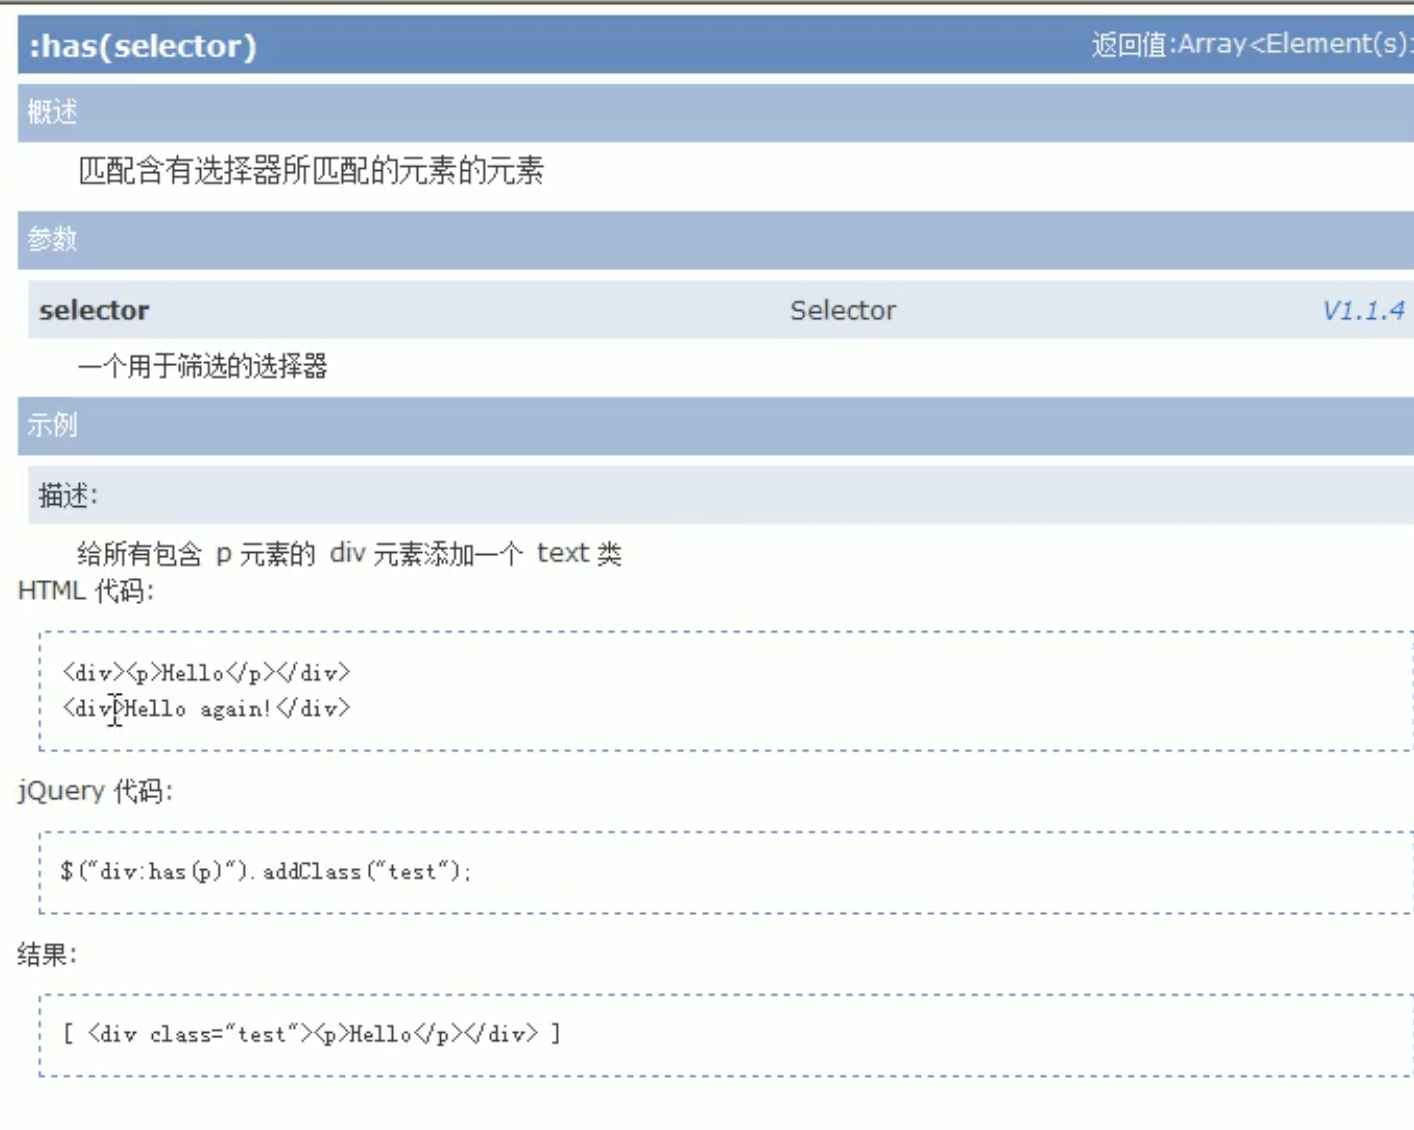 :has(selector)
返回值:Array<Element(s)
概述
匹配含有选择器所匹配的元素的元素
参数
selector Selector V1.1.4
一个用于筛选的选择器
示例
描述:
给所有包含 p 元素的 div 元素添加一个 text 类
HTML 代码:
<div><p>Hello</p></div>
<div>Hello again!</div>
jQuery 代码:
$("div:has(p)").addClass("test");
结果:
[ <div class="test"><p>Hello</p></div> ]